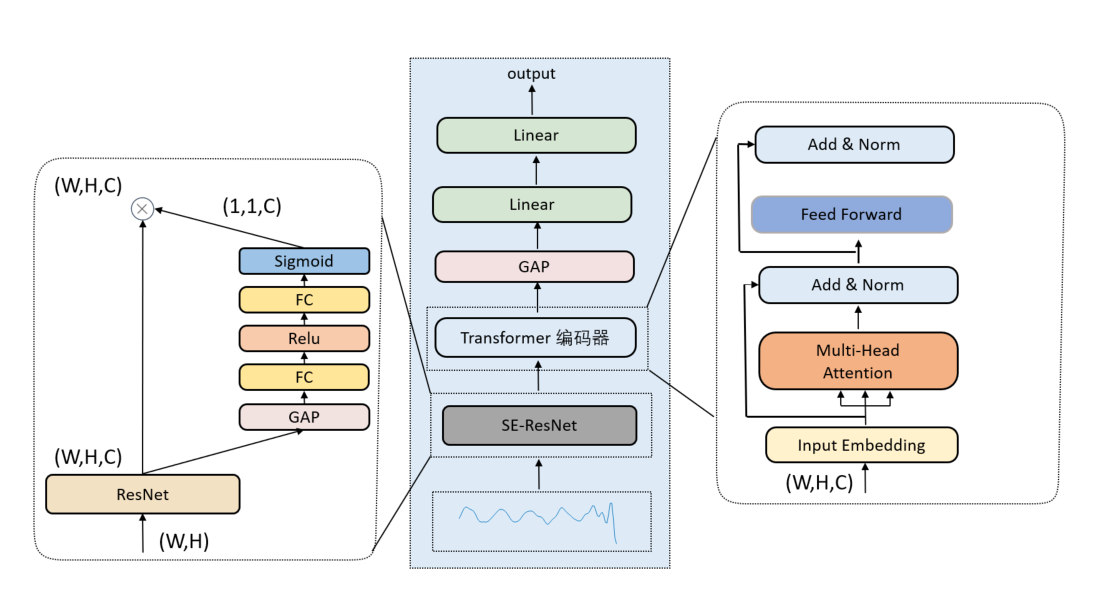 (W,H,C)
(1,1,C)
Sigmoid
FC
Relu
FC
GAP
(W,H,C)
ResNet
(W,H)
output
Linear
Linear
GAP
Transformer 编码器
SE-ResNet
Add & Norm
Feed Forward
Add & Norm
Multi-Head
Attention
Input Embedding
(W,H,C)